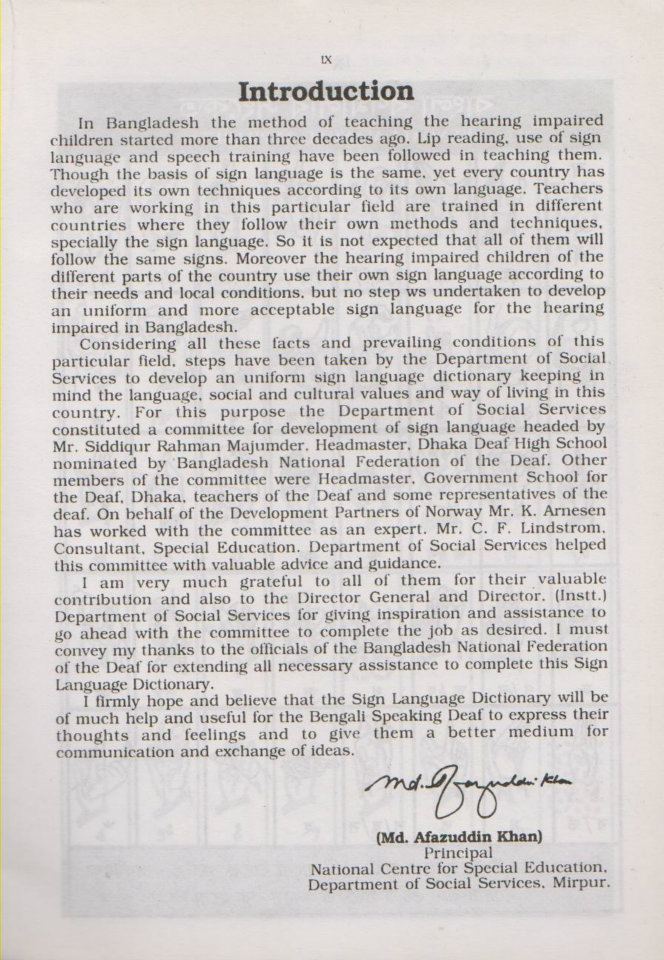 IX
Introduction
In Bangladesh the method of teaching the hearing impaired
children started more than three decades ago. Lip reading, use of sign
language and speech training have been followed in teaching them.
Though the basis of sign language is the same, yet every country has
developed its own techniques according to its own language. Teachers
who are working in this particular field are trained in different
countries where they follow their own methods and techniques,
specially the sign language. So it is not expected that all of them will
follow the same signs. Moreover the hearing impaired children of the
different parts of the country use their own sign language according to
their needs and local conditions, but no step ws undertaken to develop
an uniform and more acceptable sign language for the hearing
impaired in Bangladesh.
Considering all these facts and prevailing conditions of this
particular field, steps have been taken by the Department of Social
Services to develop an uniform sign language dictionary keeping in
mind the language, social and cultural values and way of living in this
country. For this purpose the Department of Social Services
constituted a committee for development of sign language headed by
Mr. Siddiqur Rahman Majumder, Headmaster, Dhaka Deaf High School
nominated by Bangladesh National Federation of the Deaf. Other
members of the committee were Headmaster, Government School for
the Deaf, Dhaka, teachers of the Deaf and some representatives of the
deaf. On behalf of the Development Partners of Norway Mr. K. Arnesen
has worked with the committee as an expert. Mr. C. F. Lindstrom,
Consultant, Special Education. Department of Social Services helped
this committee with valuable advice and guidance.
I am very much grateful to all of them for their valuable
contribution and also to the Director General and Director. (Instt.)
Department of Social Services for giving inspiration and assistance to
go ahead with the committee to complete the job as desired. I must
convey my thanks to the officials of the Bangladesh National Federation
of the Deaf for extending all necessary assistance to complete this Sign
Language Dictionary.
I firmly hope and believe that the Sign Language Dictionary will be
of much help and useful for the Bengali Speaking Deaf to express their
thoughts and feelings and to give them a better medium for
communication and exchange of ideas.
Md. Afazuddin Khan
(Md. Afazuddin Khan)
Principal
National Centre for Special Education,
Department of Social Services, Mirpur.